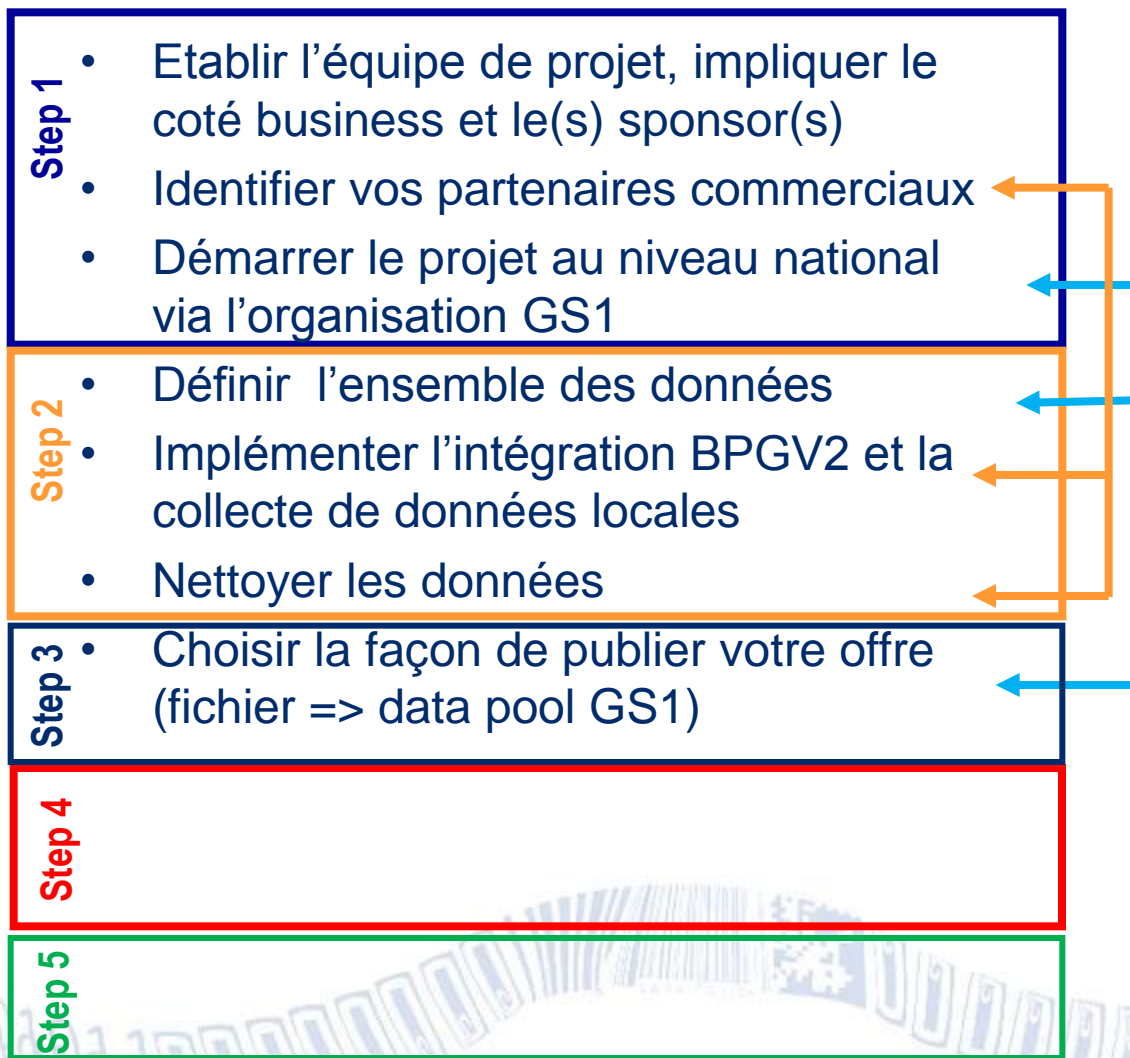 Step 1
• Etablir l’équipe de projet, impliquer le
coté business et le(s) sponsor(s)
• Identifier vos partenaires commerciaux
• Démarrer le projet au niveau national
via l’organisation GS1
Step 2
• Définir l’ensemble des données
• Implémenter l’intégration BPGV2 et la
collecte de données locales
• Nettoyer les données
Step 3
• Choisir la façon de publier votre offre
(fichier => data pool GS1)
Step 4
Step 5